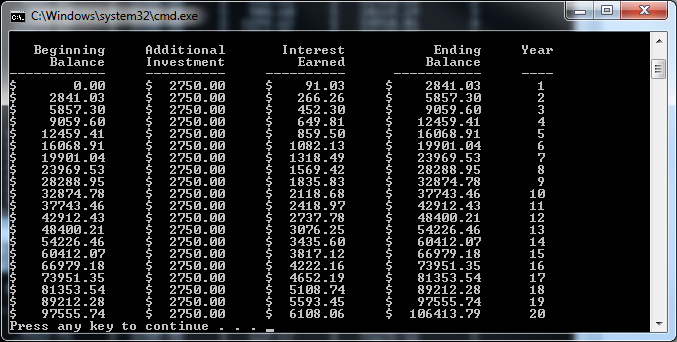 C:\Windows\system32\cmd.exe
Beginning Additional Interest Ending Year
Balance Investment Earned Balance
------------- ----------- ----------- ------------- ----
$ 0.00 $ 2750.00 $ 91.03 $ 2841.03 1
$ 2841.03 $ 2750.00 $ 266.26 $ 5857.30 2
$ 5857.30 $ 2750.00 $ 452.30 $ 9059.60 3
$ 9059.60 $ 2750.00 $ 649.81 $ 12459.41 4
$ 12459.41 $ 2750.00 $ 859.50 $ 16068.91 5
$ 16068.91 $ 2750.00 $ 1082.13 $ 19901.04 6
$ 19901.04 $ 2750.00 $ 1318.49 $ 23969.53 7
$ 23969.53 $ 2750.00 $ 1569.42 $ 28288.95 8
$ 28288.95 $ 2750.00 $ 1835.83 $ 32874.78 9
$ 32874.78 $ 2750.00 $ 2118.68 $ 37743.46 10
$ 37743.46 $ 2750.00 $ 2418.97 $ 42912.43 11
$ 42912.43 $ 2750.00 $ 2737.78 $ 48400.21 12
$ 48400.21 $ 2750.00 $ 3076.25 $ 54226.46 13
$ 54226.46 $ 2750.00 $ 3435.60 $ 60412.07 14
$ 60412.07 $ 2750.00 $ 3817.12 $ 66979.18 15
$ 66979.18 $ 2750.00 $ 4222.16 $ 73951.35 16
$ 73951.35 $ 2750.00 $ 4652.19 $ 81353.54 17
$ 81353.54 $ 2750.00 $ 5108.74 $ 89212.28 18
$ 89212.28 $ 2750.00 $ 5593.45 $ 97555.74 19
$ 97555.74 $ 2750.00 $ 6108.06 $ 106413.79 20
Press any key to continue . . .